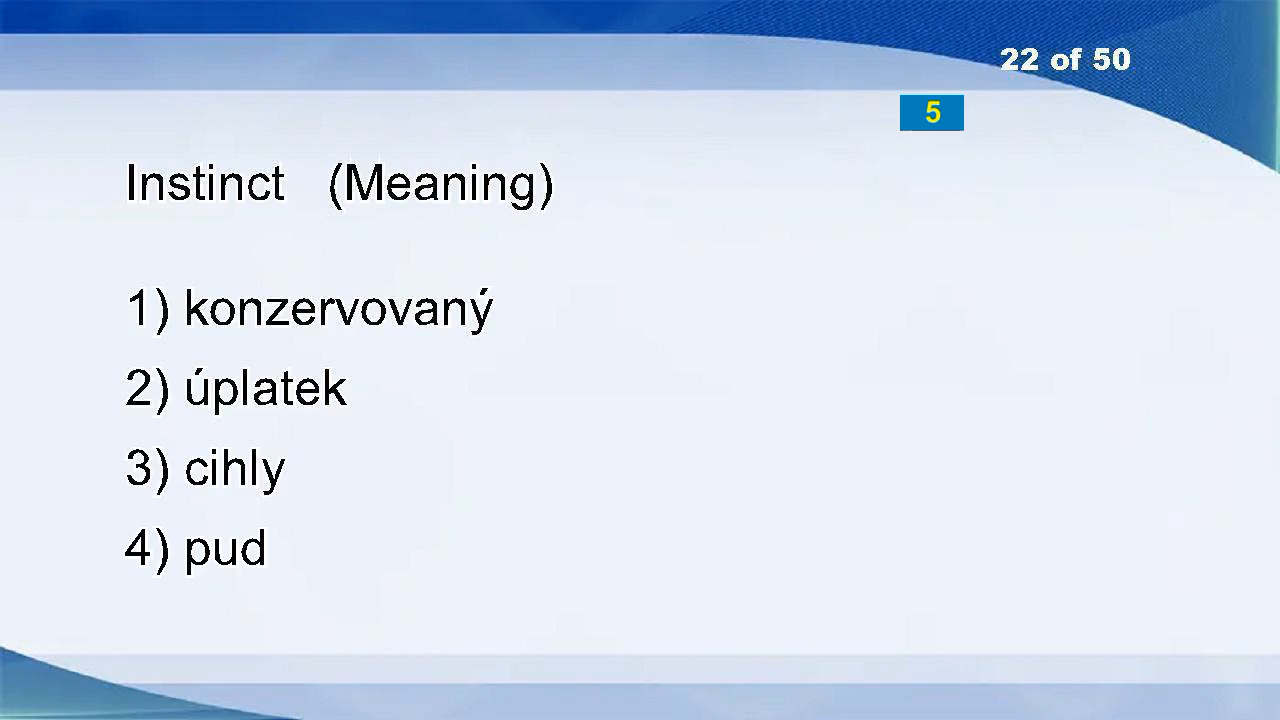 22 of 50
5
Instinct (Meaning)
1) konzervovaný
2) úplatek
3) cihly
4) pud